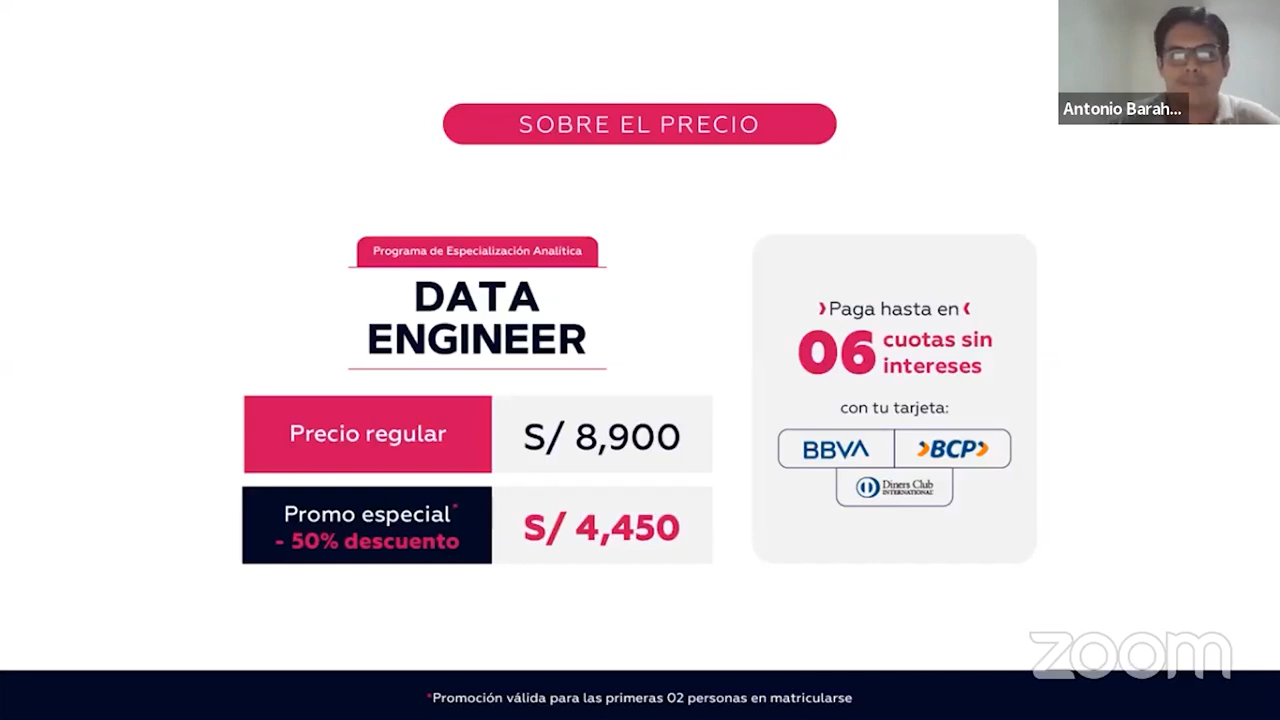 Antonio Barah...
SOBRE EL PRECIO
Programa de Especialización Analítica
DATA
ENGINEER
Precio regular
S/ 8,900
Promo especial*
- 50% descuento
S/ 4,450
Paga hasta en
06 cuotas sin
intereses
con tu tarjeta:
BBVA
BCP
Diners Club
INTERNATIONAL
zoom
*Promoción válida para las primeras 02 personas en matricularse